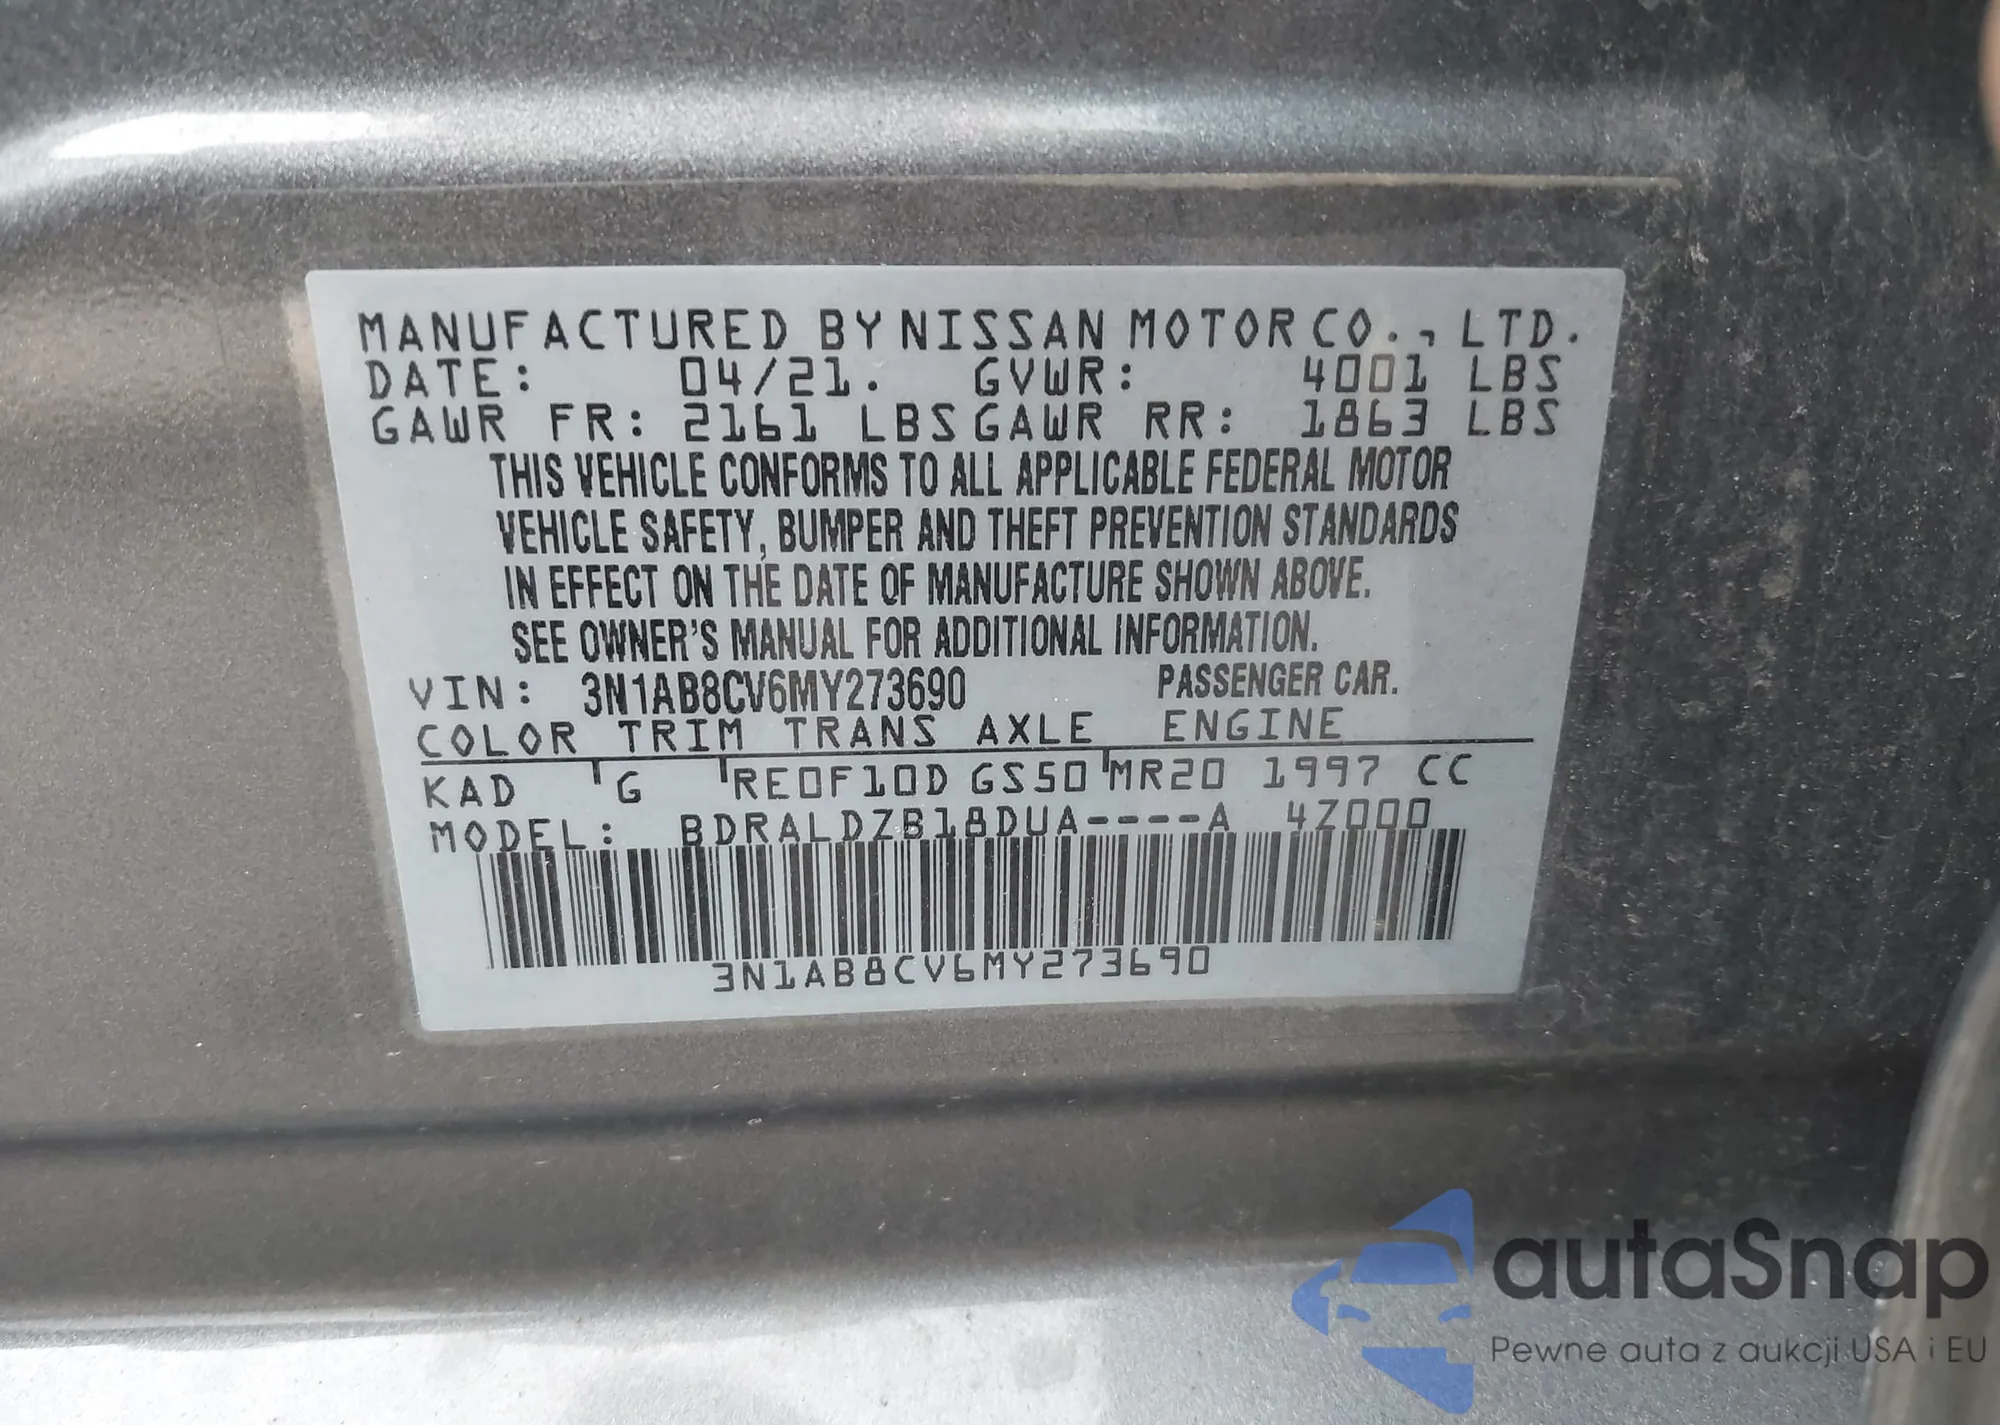 MANUFACTURED BY NISSAN MOTOR CO., LTD.
DATE: 04/21. GVWR: 4001 LBS
GAWR FR: 2161 LBS GAWR RR: 1863 LBS
THIS VEHICLE CONFORMS TO ALL APPLICABLE FEDERAL MOTOR
VEHICLE SAFETY, BUMPER AND THEFT PREVENTION STANDARDS
IN EFFECT ON THE DATE OF MANUFACTURE SHOWN ABOVE.
SEE OWNER'S MANUAL FOR ADDITIONAL INFORMATION.
VIN: 3N1AB8CV6MY273690 PASSENGER CAR.
COLOR TRIM TRANS AXLE ENGINE
KAD G RE0F10D GS50 MR20 1997 CC
MODEL: BDRALDZB18DUA----A 4Z000
3N1AB8CV6MY273690
autaSnap
Pewne auta z aukcji USA i EU